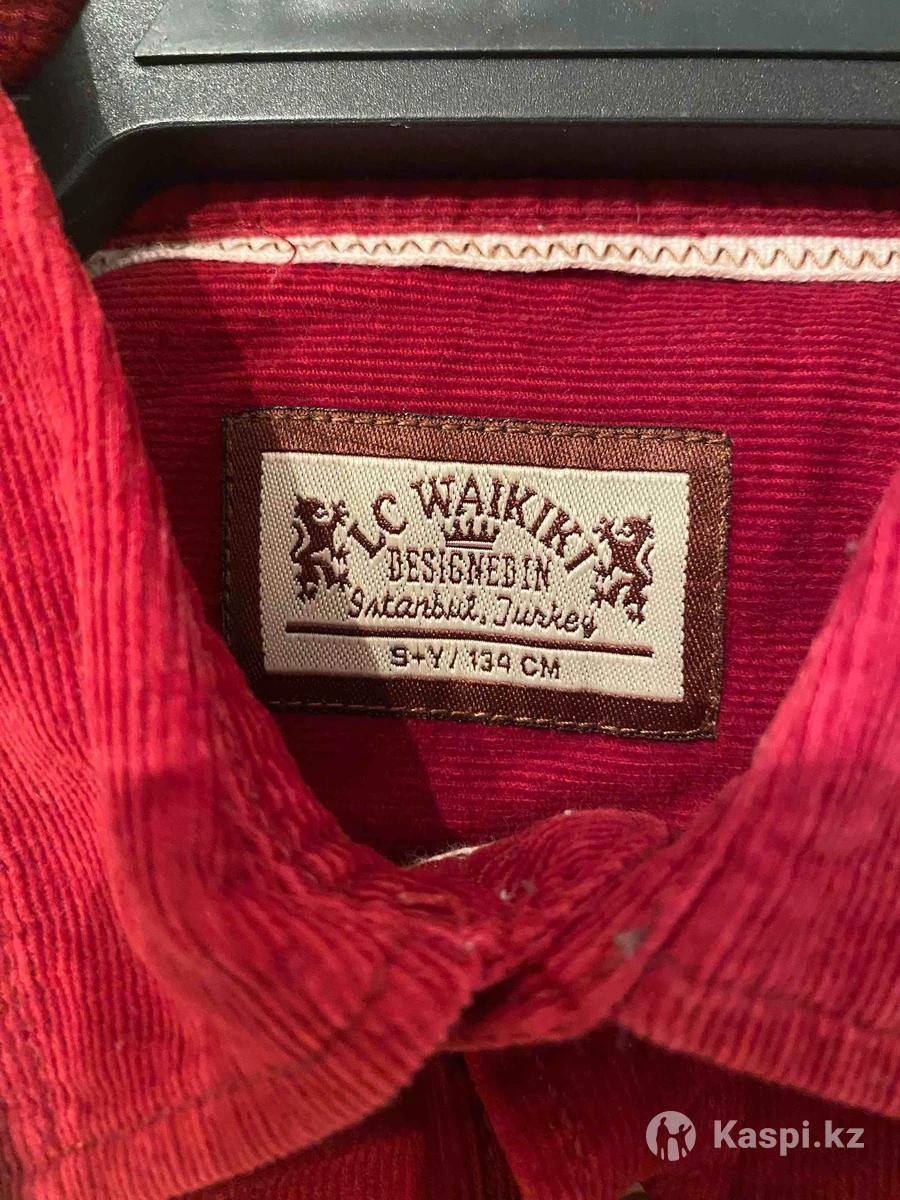 LC WAIKIKI
DESIGNED IN
Istanbul, Turkey
9+Y / 134 CM
Kaspi.kz